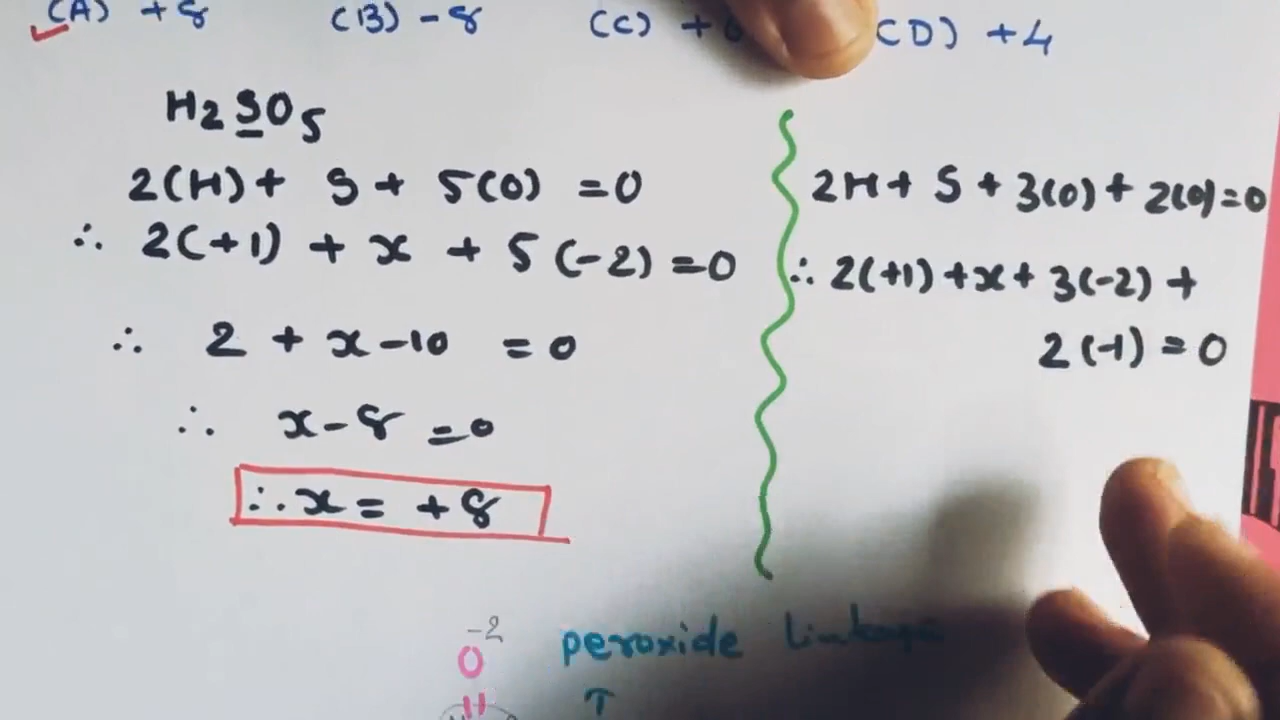 (A) +8 (B) -8 (C) + (D) +4
H2SO5
2(H)+ S + 5(O) =0
∴ 2(+1) + x + 5(-2) =0
∴ 2 + x -10 = 0
∴ x-8 =0
∴ x = +8
2H + S + 3(O) + 2(O)=0
∴ 2(+1) +x+ 3(-2) +
2(-1) = 0
-2
O
peroxide